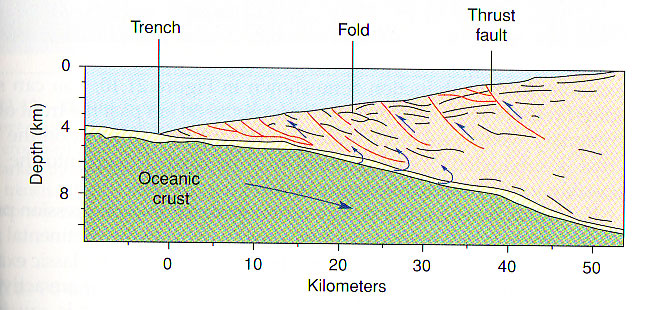 Trench
Fold
Thrust
fault
Depth (km)
0
4
8
Oceanic
crust
0
10
20
30
40
50
Kilometers